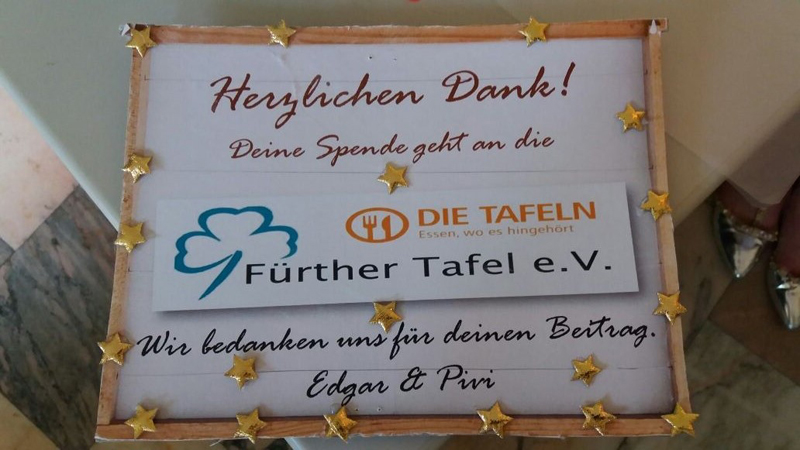 Herzlichen Dank!
Deine Spende geht an die
DIE TAFELN
Essen, wo es hingehört
Fürther Tafel e.V.
Wir bedanken uns für deinen Beitrag.
Edgar & Pivi